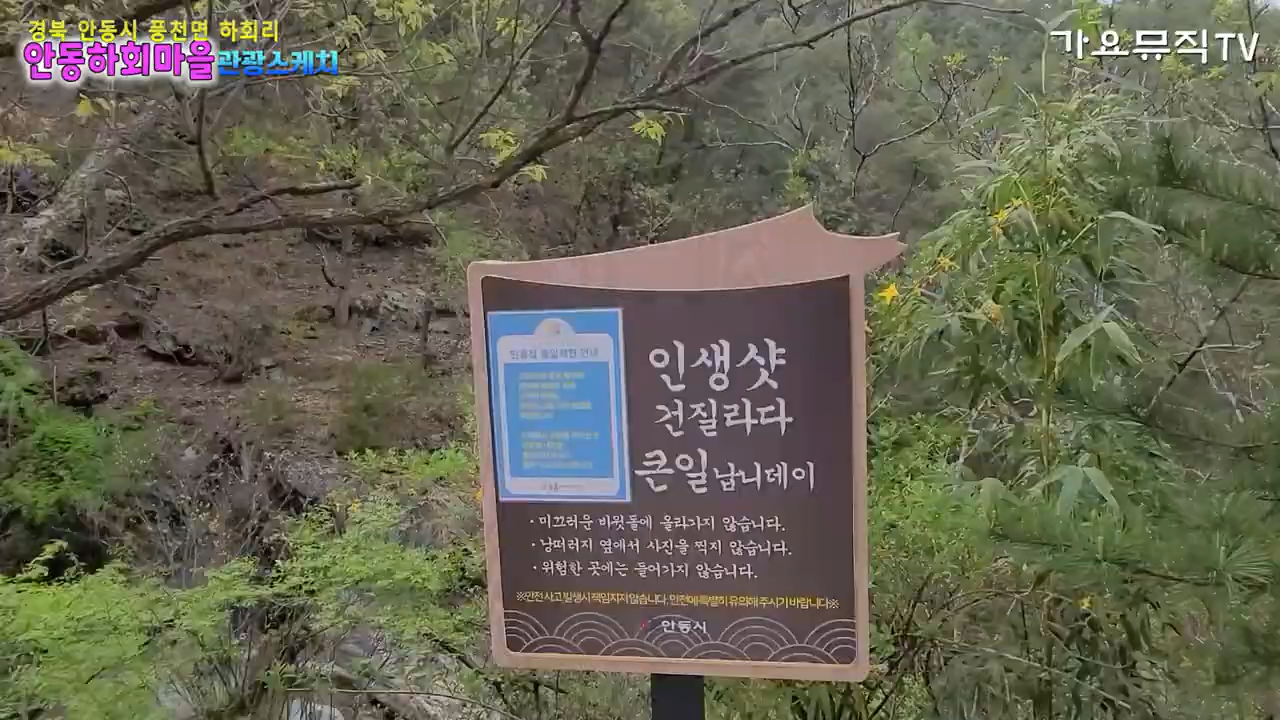 경북 안동시 풍천면 하회리
안동하회마을관광스케치
가요뮤직TV
인생샷
건질라다
큰일납니데이
· 미끄러운 바윗돌에 올라가지 않습니다.
· 낭떠러지 옆에서 사진을 찍지 않습니다.
· 위험한 곳에는 들어가지 않습니다.
※안전 사고 발생시 책임지지 않습니다. 안전에 특별히 유의해 주시기 바랍니다※
안동시